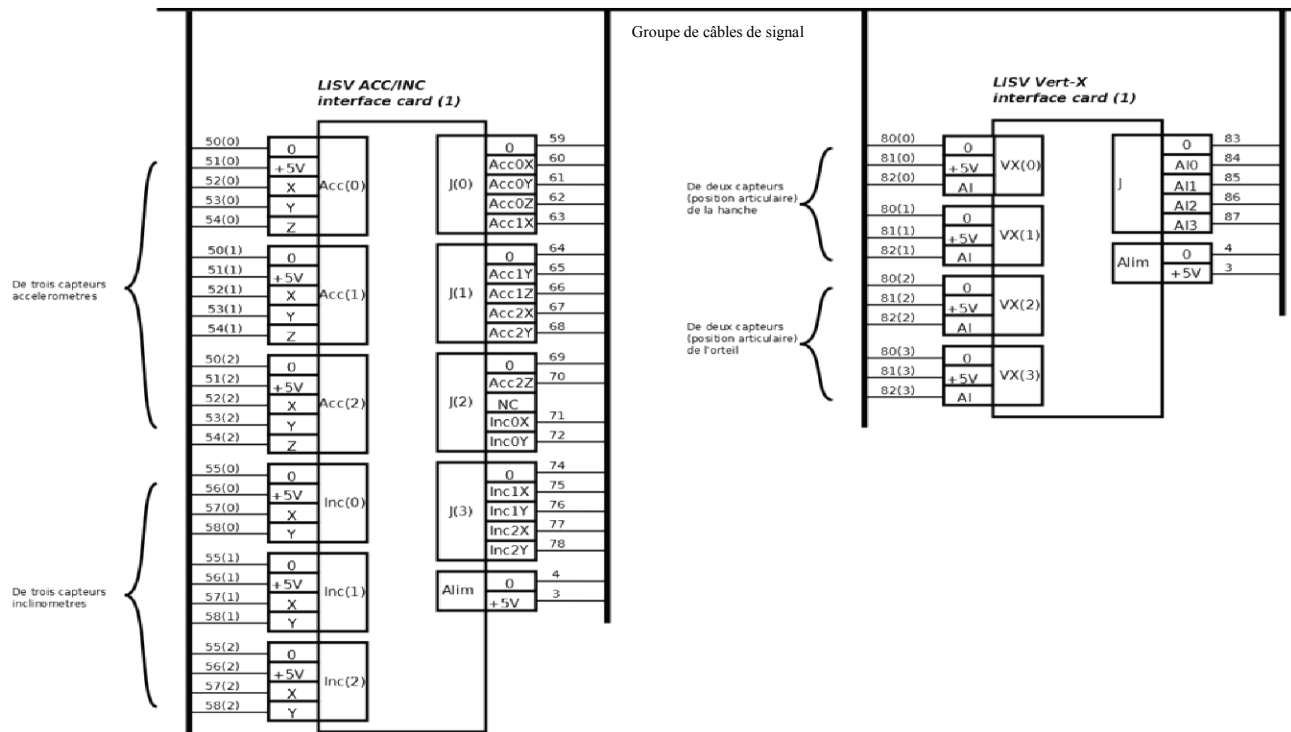 Groupe de câbles de signal
LISV ACC/INC
interface card (1)
De trois capteurs
accelerometres
50(0)
51(0)
52(0)
53(0)
54(0)
0
+5V
X
Y
Z
Acc(0)
50(1)
51(1)
52(1)
53(1)
54(1)
0
+5V
X
Y
Z
Acc(1)
50(2)
51(2)
52(2)
53(2)
54(2)
0
+5V
X
Y
Z
Acc(2)
De trois capteurs
inclinometres
55(0)
56(0)
57(0)
58(0)
0
+5V
X
Y
Inc(0)
55(1)
56(1)
57(1)
58(1)
0
+5V
X
Y
Inc(1)
55(2)
56(2)
57(2)
58(2)
0
+5V
X
Y
Inc(2)
J(0)
0
Acc0X
Acc0Y
Acc0Z
Acc1X
59
60
61
62
63
J(1)
0
Acc1Y
Acc1Z
Acc2X
Acc2Y
64
65
66
67
68
J(2)
0
Acc2Z
NC
Inc0X
Inc0Y
69
70
71
72
J(3)
0
Inc1X
Inc1Y
Inc2X
Inc2Y
74
75
76
77
78
Alim
0
+5V
4
3
LISV Vert-X
interface card (1)
De deux capteurs
(position articulaire)
de la hanche
80(0)
81(0)
82(0)
0
+5V
AI
VX(0)
80(1)
81(1)
82(1)
0
+5V
AI
VX(1)
De deux capteurs
(position articulaire)
de l'orteil
80(2)
81(2)
82(2)
0
+5V
AI
VX(2)
80(3)
81(3)
82(3)
0
+5V
AI
VX(3)
J
0
AI0
AI1
AI2
AI3
83
84
85
86
87
Alim
0
+5V
4
3